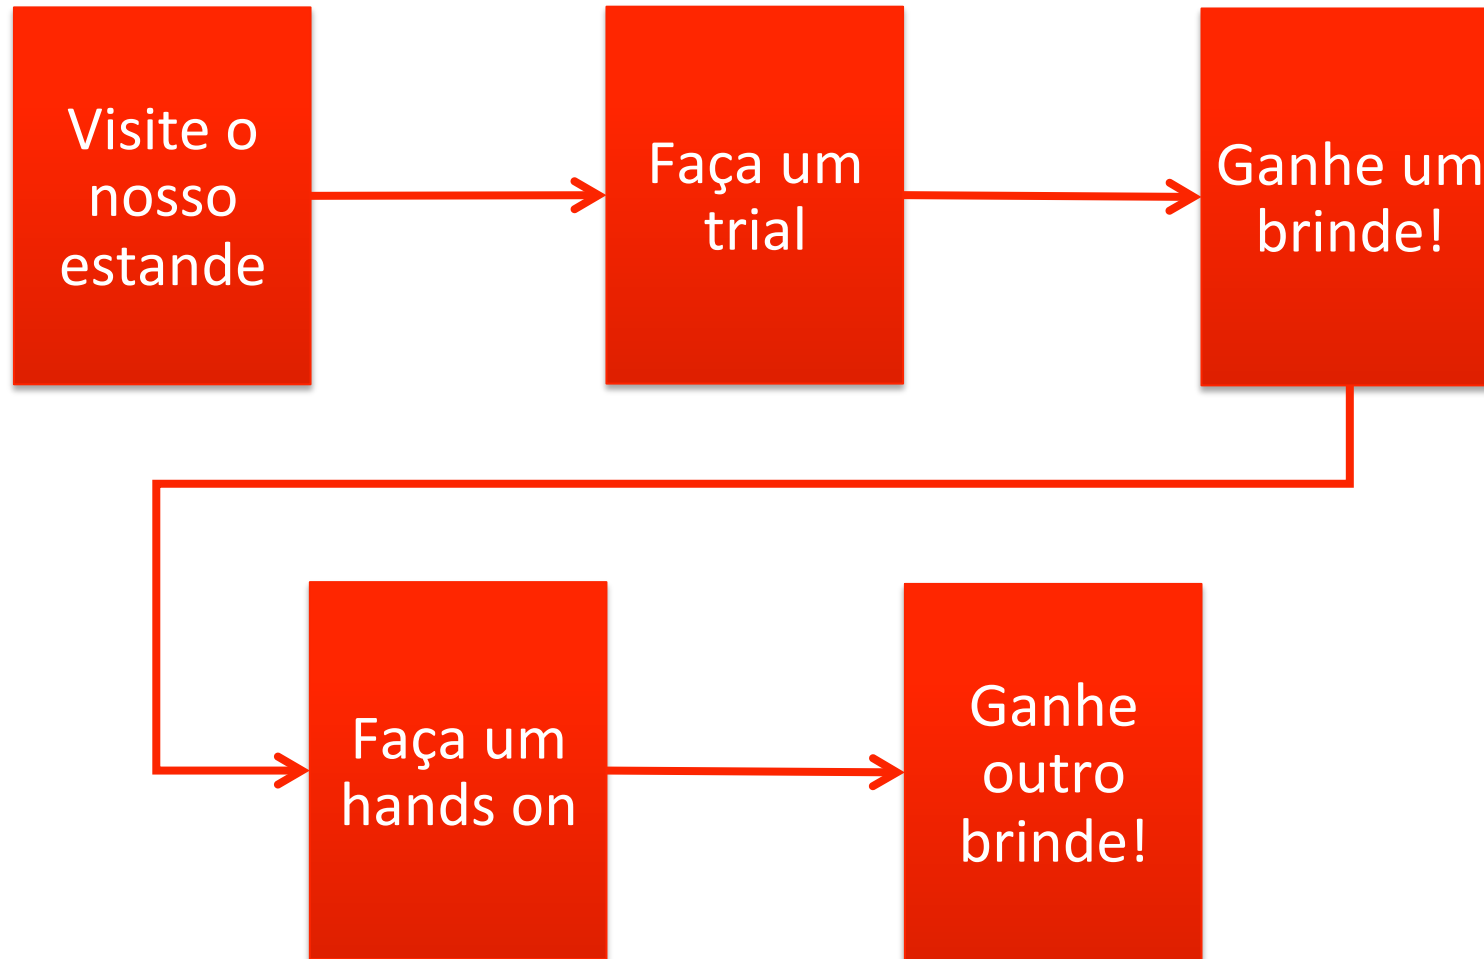 Visite o
nosso
estande
Faça um
trial
Ganhe um
brinde!
Faça um
hands on
Ganhe
outro
brinde!